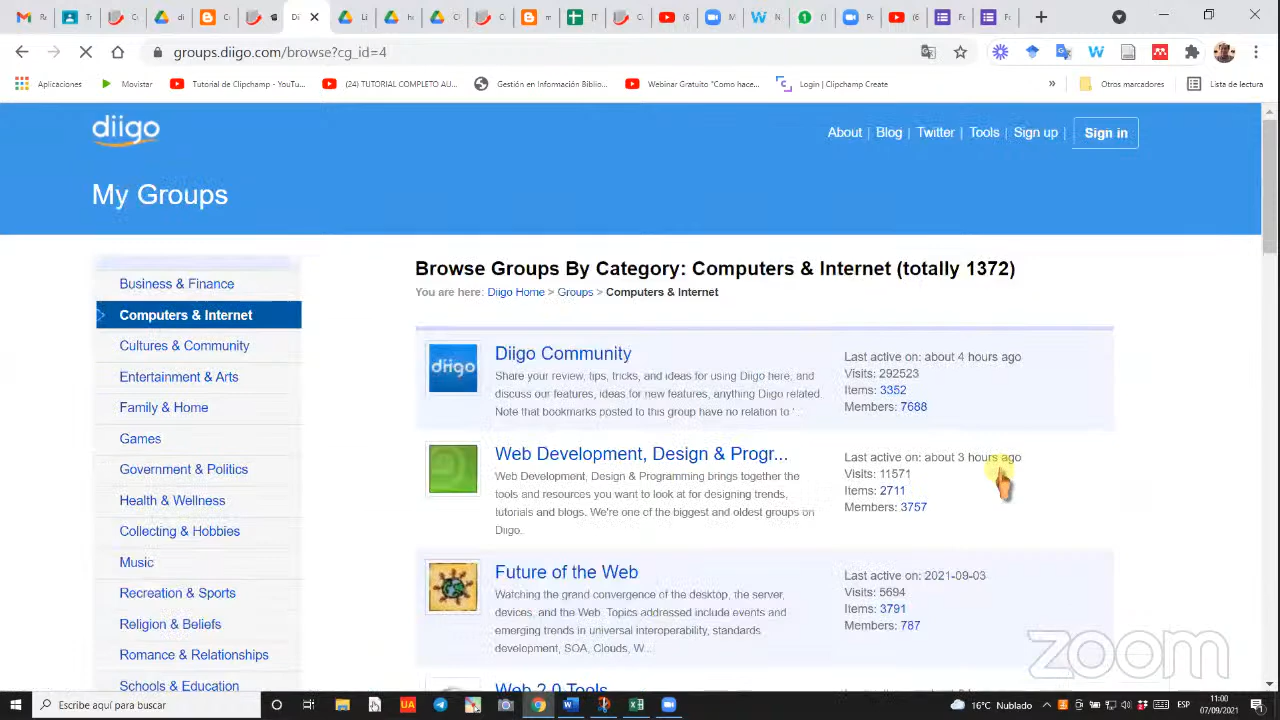 groups.diigo.com/browse?cg_id=4
Aplicaciones
Movistar
Tutorial de Clipchamp - YouTu...
(24) TUTORIAL COMPLETO AU...
Gestión en Información Biblio...
Webinar Gratuito "Como hace...
Login | Clipchamp Create
»
Otros marcadores
Lista de lectura
diigo
About | Blog | Twitter | Tools | Sign up | Sign in
My Groups
Business & Finance
Computers & Internet
Cultures & Community
Entertainment & Arts
Family & Home
Games
Government & Politics
Health & Wellness
Collecting & Hobbies
Music
Recreation & Sports
Religion & Beliefs
Romance & Relationships
Schools & Education
Browse Groups By Category: Computers & Internet (totally 1372)
You are here: Diigo Home > Groups > Computers & Internet
diigo
Diigo Community
Share your review, tips, tricks, and ideas for using Diigo here, and
discuss our features, ideas for new features, anything Diigo related.
Note that bookmarks posted to this group have no relation to '...
Last active on: about 4 hours ago
Visits: 292523
Items: 3352
Members: 7688
Web Development, Design & Progr...
Web Development, Design & Programming brings together the
tools and resources you want to look at for designing trends,
tutorials and blogs. We're one of the biggest and oldest groups on
Diigo..
Last active on: about 3 hours ago
Visits: 11571
Items: 2711
Members: 3757
Future of the Web
Watching the grand convergence of the desktop, the server,
devices, and the Web. Topics addressed include events and
emerging trends in universal interoperability, standards
development, SOA, Clouds, W...
Last active on: 2021-09-03
Visits: 5694
Items: 3791
Members: 787
Web 2.0 Tools
zoom
Escribe aquí para buscar
UA
16°C Nublado
ESP
11:00
07/09/2021